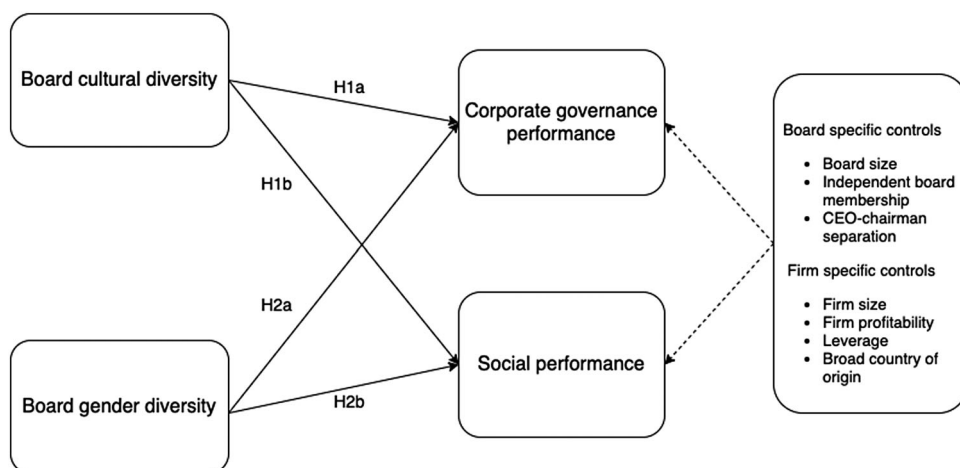 Board cultural diversity
H1a
Corporate governance
performance
H1b
Board specific controls
• Board size
• Independent board
membership
• CEO-chairman
separation
Firm specific controls
• Firm size
• Firm profitability
• Leverage
• Broad country of
origin
H2a
Social performance
Board gender diversity
H2b